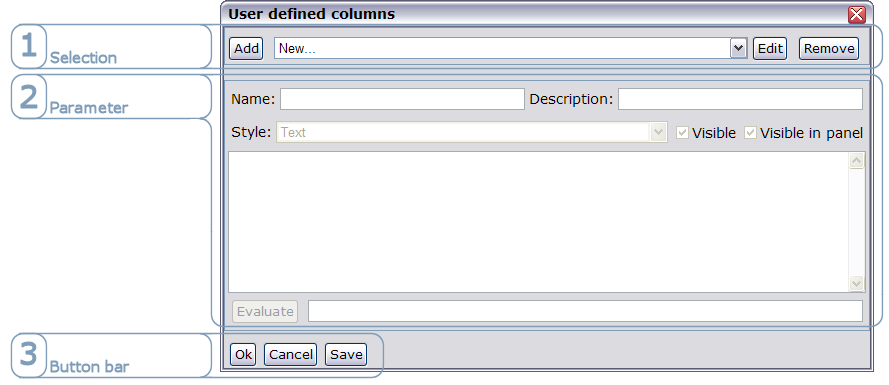 User defined columns
1 Selection
Add New... Edit Remove
2 Parameter
Name: Description:
Style: Text Visible Visible in panel
Evaluate
3 Button bar
Ok Cancel Save